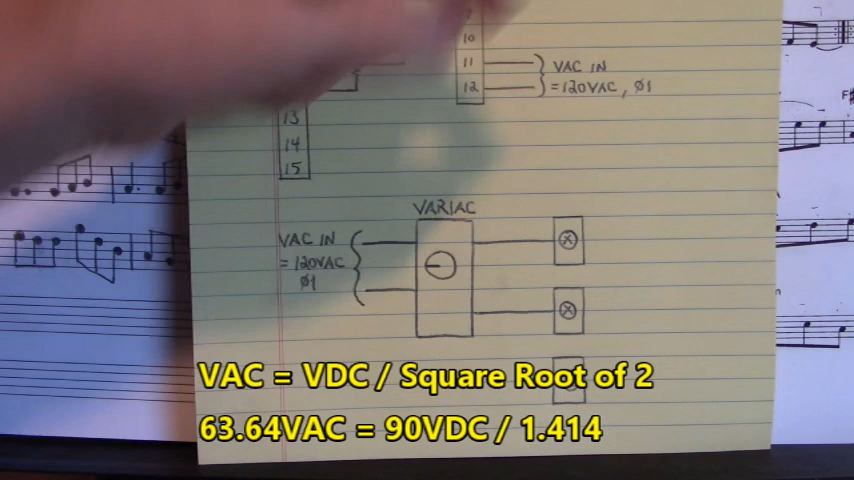 10
11
VAC IN
12
= 120VAC, Ø1
13
14
15
VARIAC
VAC IN
= 120VAC
Ø1
VAC = VDC / Square Root of 2
63.64VAC = 90VDC / 1.414